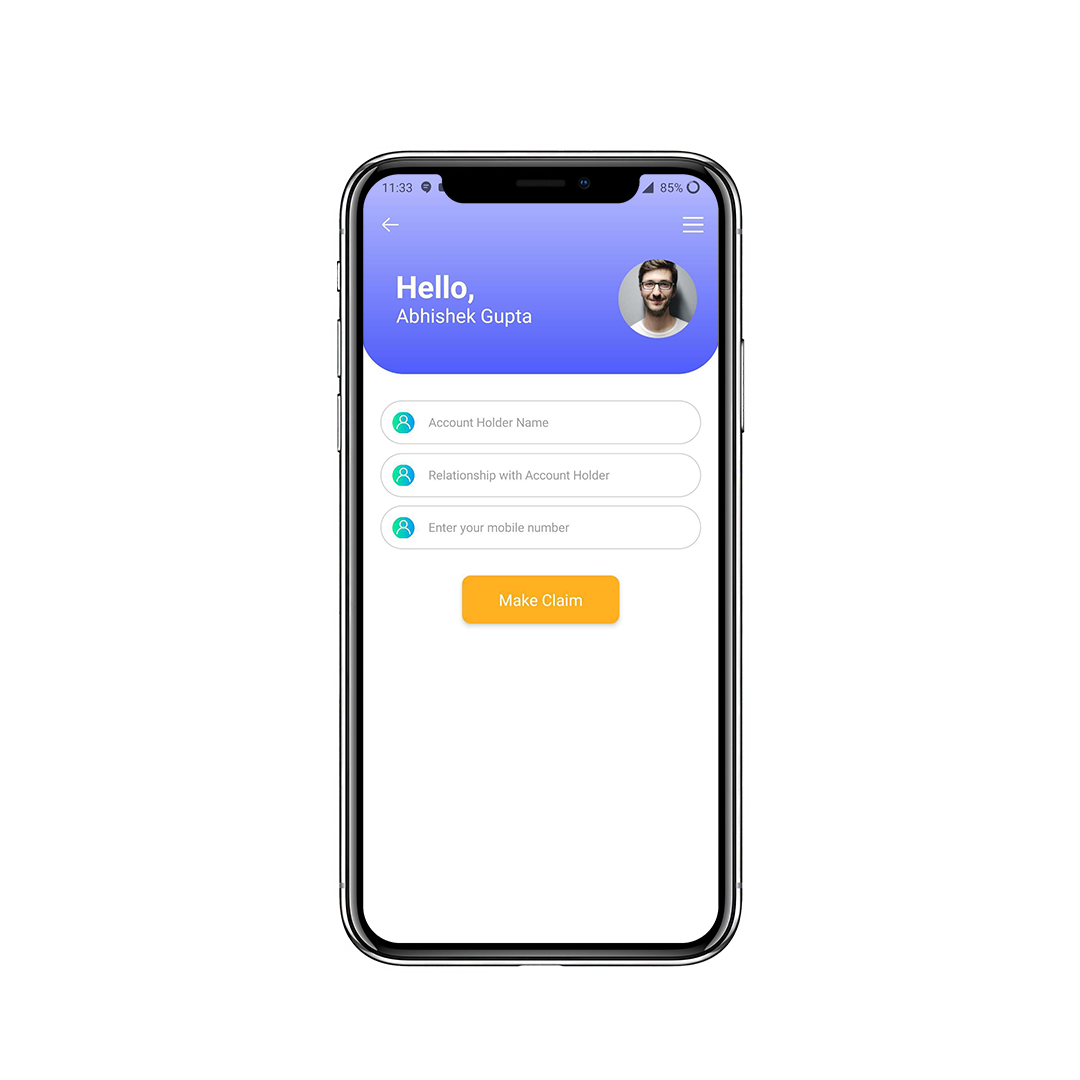 11:33 85%
Hello,
Abhishek Gupta
Account Holder Name
Relationship with Account Holder
Enter your mobile number
Make Claim